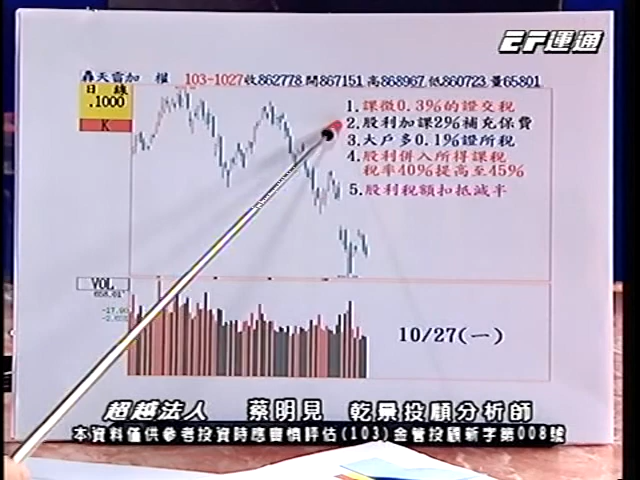 EF運通
轟天雷加 權 103-1027收862778開867151高868967低860723量65801
日線
.1000
K
1.課徵0.3%的證交稅
2.股利加課2%補充保費
3.大戶多0.1%證所稅
4.股利併入所得課稅
稅率40%提高至45%
5.股利稅額扣抵減半
VOL
-17.90
10/27(一)
超越法人 蔡明見 乾景投顧分析師
本資料僅供參考投資時應審慎評估(103)金管投顧新字第008號